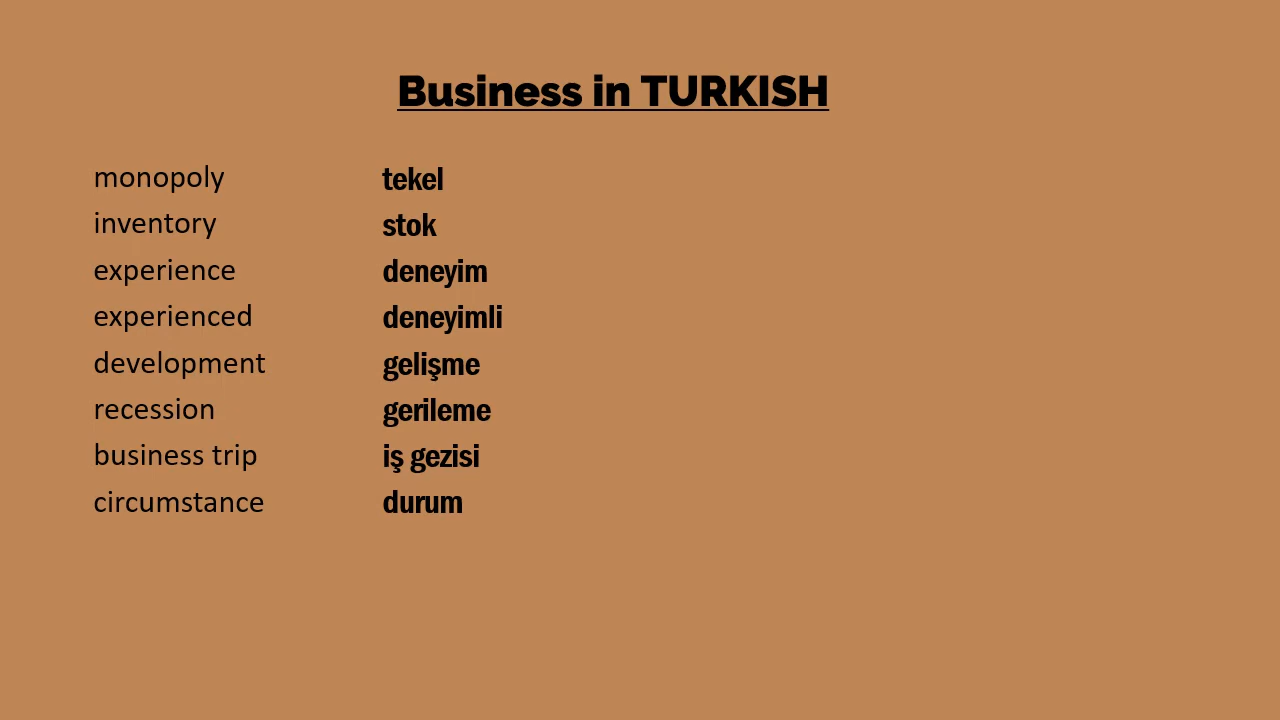 Business in TURKISH
monopoly tekel
inventory stok
experience deneyim
experienced deneyimli
development gelişme
recession gerileme
business trip iş gezisi
circumstance durum